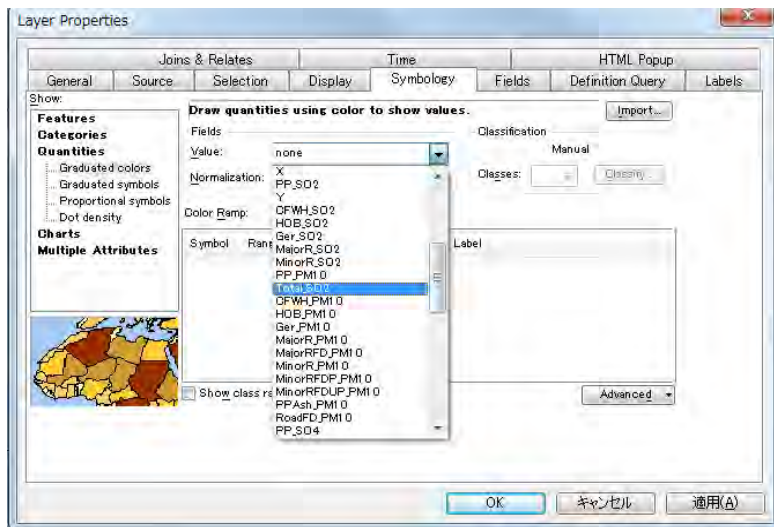 Layer Properties
Joins & Relates Time HTML Popup
General Source Selection Display Symbology Fields Definition Query Labels
Show:
Features
Categories
Quantities
Graduated colors
Graduated symbols
Proportional symbols
Dot density
Charts
Multiple Attributes
Draw quantities using color to show values.
Import...
Fields
Value: none
Normalization:
Color Ramp:
Classification
Manual
Classes:
Classify...
Symbol Label
X
PP_SO2
Y
CFWH_SO2
HOB_SO2
Ger_SO2
MajorR_SO2
MinorR_SO2
PP_PM10
Total_SO2
CFWH_PM10
HOB_PM10
Ger_PM10
MajorR_PM10
MajorRFD_PM10
MinorR_PM10
MinorRFDP_PM10
MinorRFDUP_PM10
PPAsh_PM10
RoadFD_PM10
PP_SO4
Show class ra
Advanced
OK キャンセル 適用(A)